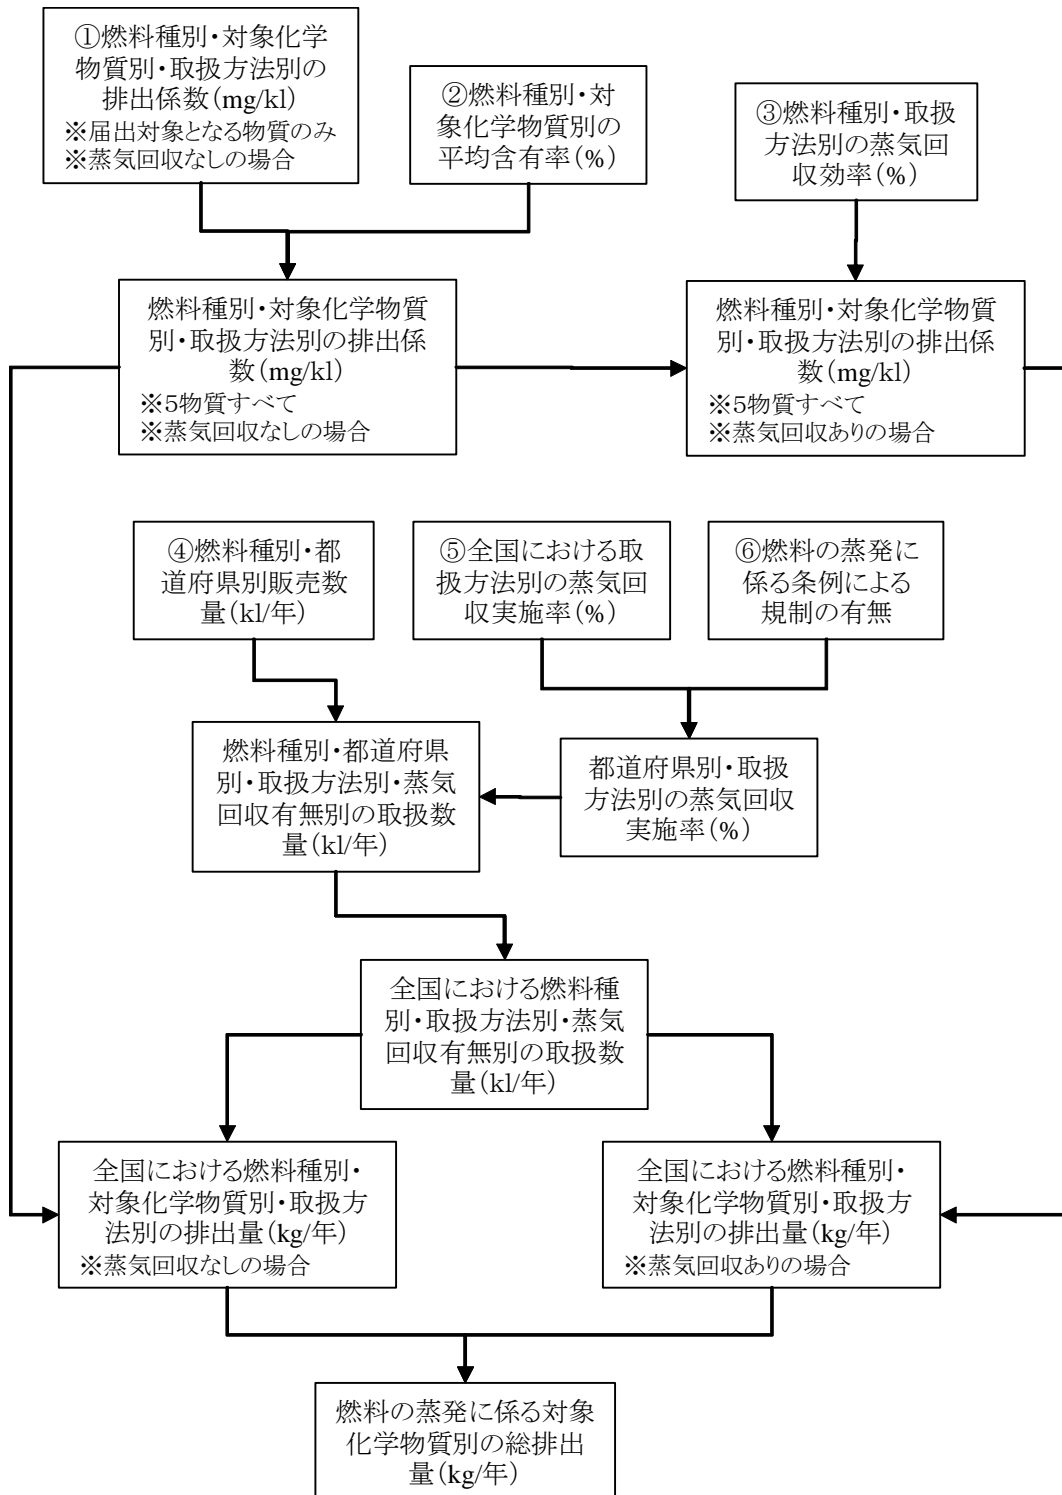 ①燃料種別・対象化学
物質別・取扱方法別の
排出係数(mg/kl)
※届出対象となる物質のみ
※蒸気回収なしの場合
②燃料種別・対
象化学物質別の
平均含有率(%)
③燃料種別・取扱
方法別の蒸気回
収効率(%)
燃料種別・対象化学物質
別・取扱方法別の排出係
数(mg/kl)
※5物質すべて
※蒸気回収なしの場合
燃料種別・対象化学物質
別・取扱方法別の排出係
数(mg/kl)
※5物質すべて
※蒸気回収ありの場合
④燃料種別・都
道府県別販売数
量(kl/年)
⑤全国における取
扱方法別の蒸気回
収実施率(%)
⑥燃料の蒸発に
係る条例による
規制の有無
燃料種別・都道府県
別・取扱方法別・蒸気
回収有無別の取扱数
量(kl/年)
都道府県別・取扱
方法別の蒸気回収
実施率(%)
全国における燃料種
別・取扱方法別・蒸気
回収有無別の取扱数
量(kl/年)
全国における燃料種別・
対象化学物質別・取扱方
法別の排出量(kg/年)
※蒸気回収なしの場合
全国における燃料種別・
対象化学物質別・取扱方
法別の排出量(kg/年)
※蒸気回収ありの場合
燃料の蒸発に係る対象
化学物質別の総排出
量(kg/年)